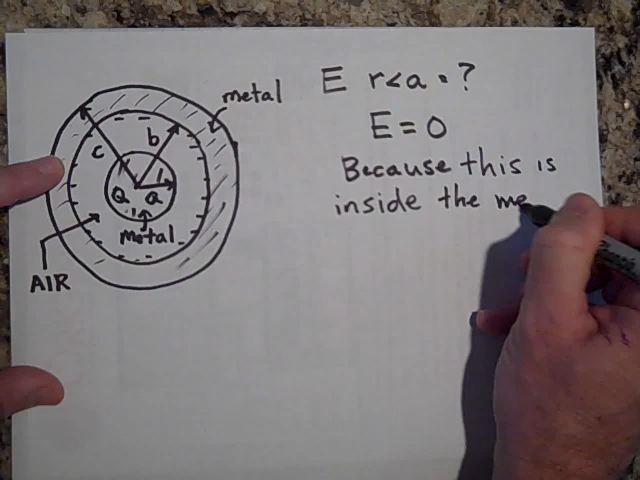 E r<a = ?
E = 0
Because this is
inside the me
metal
c
b
Q
a
metal
AIR